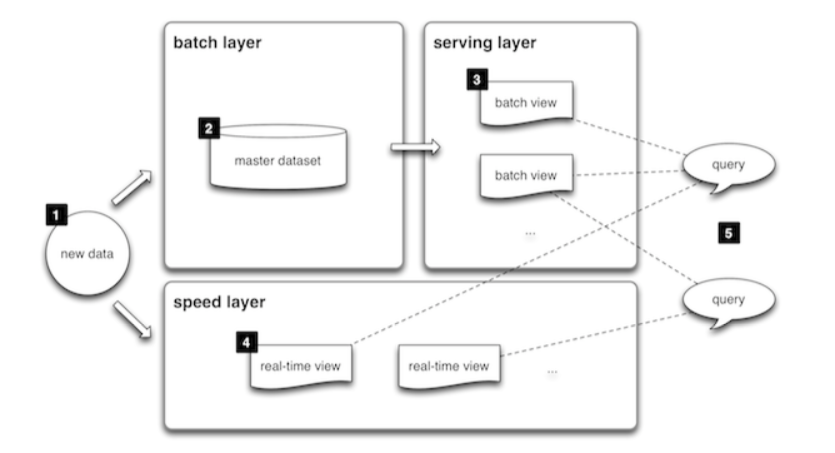 batch layer
serving layer
3
batch view
2
master dataset
query
batch view
1
5
...
new data
speed layer
query
4
real-time view
real-time view
...